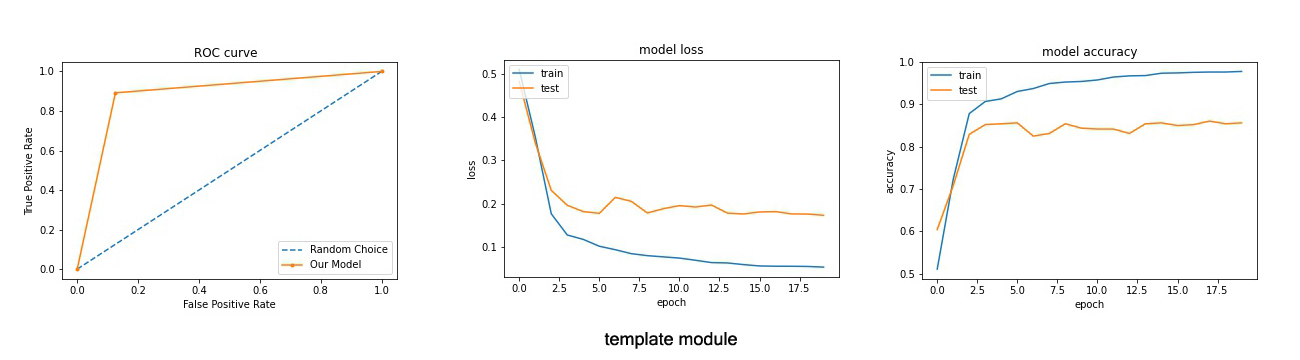 ROC curve
1.0
0.8
0.6
0.4
0.2
0.0
True Positive Rate
0.0 0.2 0.4 0.6 0.8 1.0
False Positive Rate
Random Choice
Our Model
model loss
0.5
0.4
0.3
0.2
0.1
loss
train
test
0.0 2.5 5.0 7.5 10.0 12.5 15.0 17.5
epoch
model accuracy
1.0
0.9
0.8
0.7
0.6
0.5
accuracy
train
test
0.0 2.5 5.0 7.5 10.0 12.5 15.0 17.5
epoch
template module